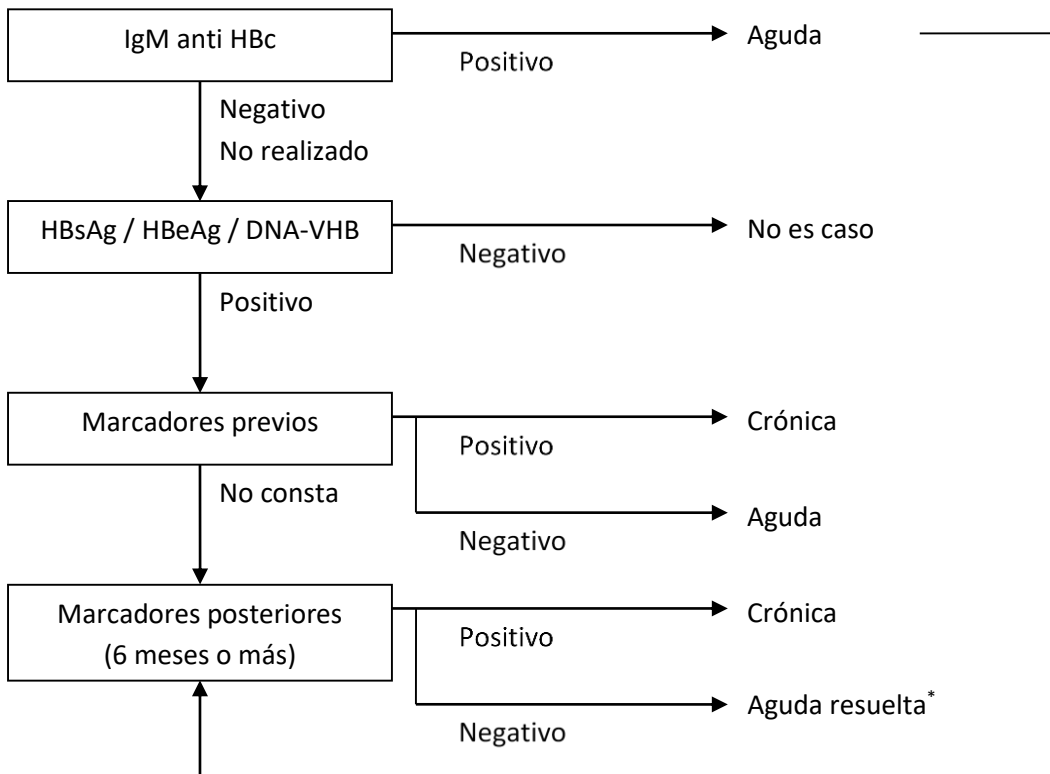 IgM anti HBc
Positivo
Aguda
Negativo
No realizado
HBsAg / HBeAg / DNA-VHB
Negativo
No es caso
Positivo
Marcadores previos
Positivo
Crónica
No consta
Negativo
Aguda
Marcadores posteriores
(6 meses o más)
Positivo
Crónica
Negativo
Aguda resuelta*